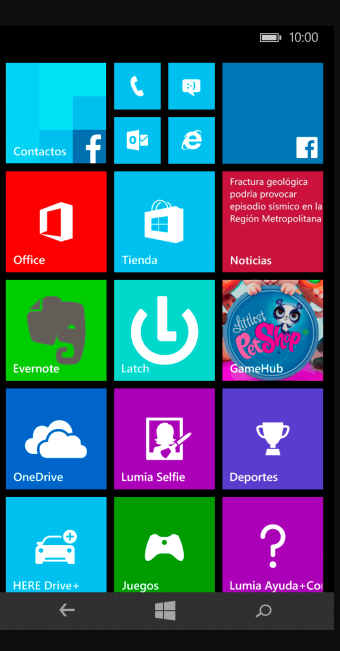 10:00
Contactos
Fractura geológica
podría provocar
episodio sísmico en la
Región Metropolitana
Office
Tienda
Noticias
Littlest
PetShop
Evernote
Latch
GameHub
OneDrive
Lumia Selfie
Deportes
HERE Drive+
Juegos
Lumia Ayuda+Co